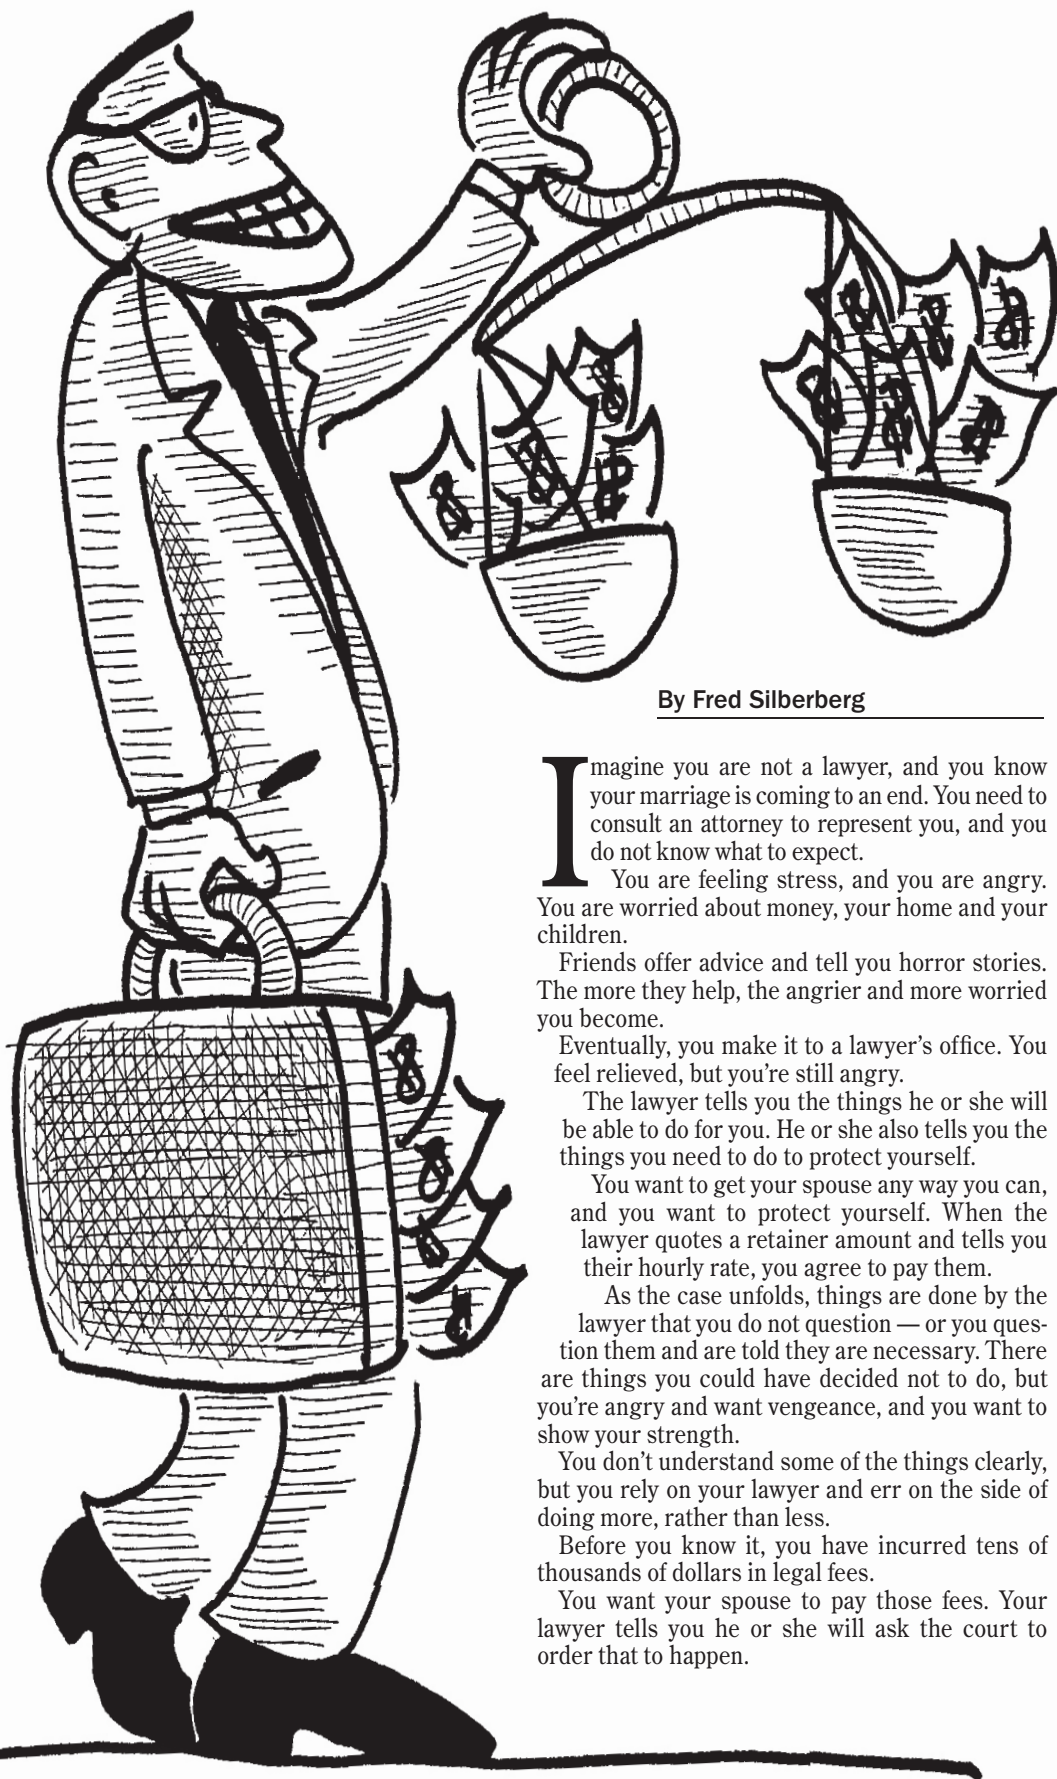 By Fred Silberberg
Imagine you are not a lawyer, and you know
your marriage is coming to an end. You need to
consult an attorney to represent you, and you
do not know what to expect.
You are feeling stress, and you are angry.
You are worried about money, your home and your
children.
Friends offer advice and tell you horror stories.
The more they help, the angrier and more worried
you become.
Eventually, you make it to a lawyer’s office. You
feel relieved, but you’re still angry.
The lawyer tells you the things he or she will
be able to do for you. He or she also tells you the
things you need to do to protect yourself.
You want to get your spouse any way you can,
and you want to protect yourself. When the
lawyer quotes a retainer amount and tells you
their hourly rate, you agree to pay them.
As the case unfolds, things are done by the
lawyer that you do not question — or you ques-
tion them and are told they are necessary. There
are things you could have decided not to do, but
you’re angry and want vengeance, and you want to
show your strength.
You don’t understand some of the things clearly,
but you rely on your lawyer and err on the side of
doing more, rather than less.
Before you know it, you have incurred tens of
thousands of dollars in legal fees.
You want your spouse to pay those fees. Your
lawyer tells you he or she will ask the court to
order that to happen.